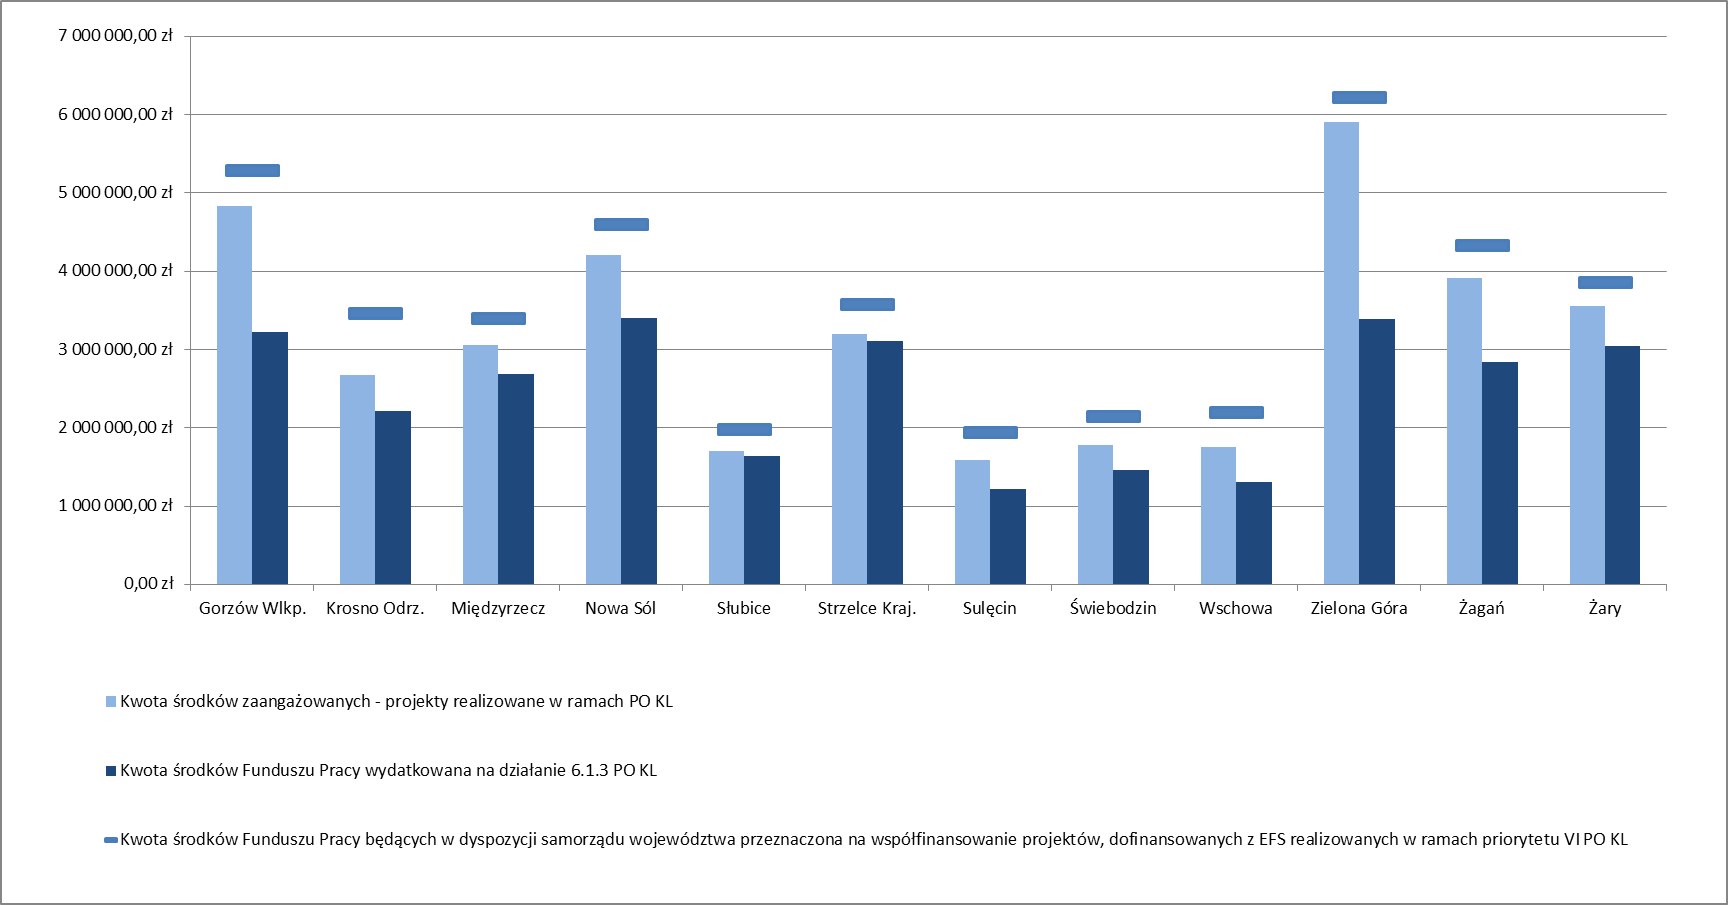 7 000 000,00 zł
6 000 000,00 zł
5 000 000,00 zł
4 000 000,00 zł
3 000 000,00 zł
2 000 000,00 zł
1 000 000,00 zł
0,00 zł
Gorzów Wlkp. Krosno Odrz. Międzyrzecz Nowa Sól Słubice Strzelce Kraj. Sulęcin Świebodzin Wschowa Zielona Góra Żagań Żary
Kwota środków zaangażowanych - projekty realizowane w ramach PO KL
Kwota środków Funduszu Pracy wydatkowana na działanie 6.1.3 PO KL
Kwota środków Funduszu Pracy będących w dyspozycji samorządu województwa przeznaczona na współfinansowanie projektów, dofinansowanych z EFS realizowanych w ramach priorytetu VI PO KL